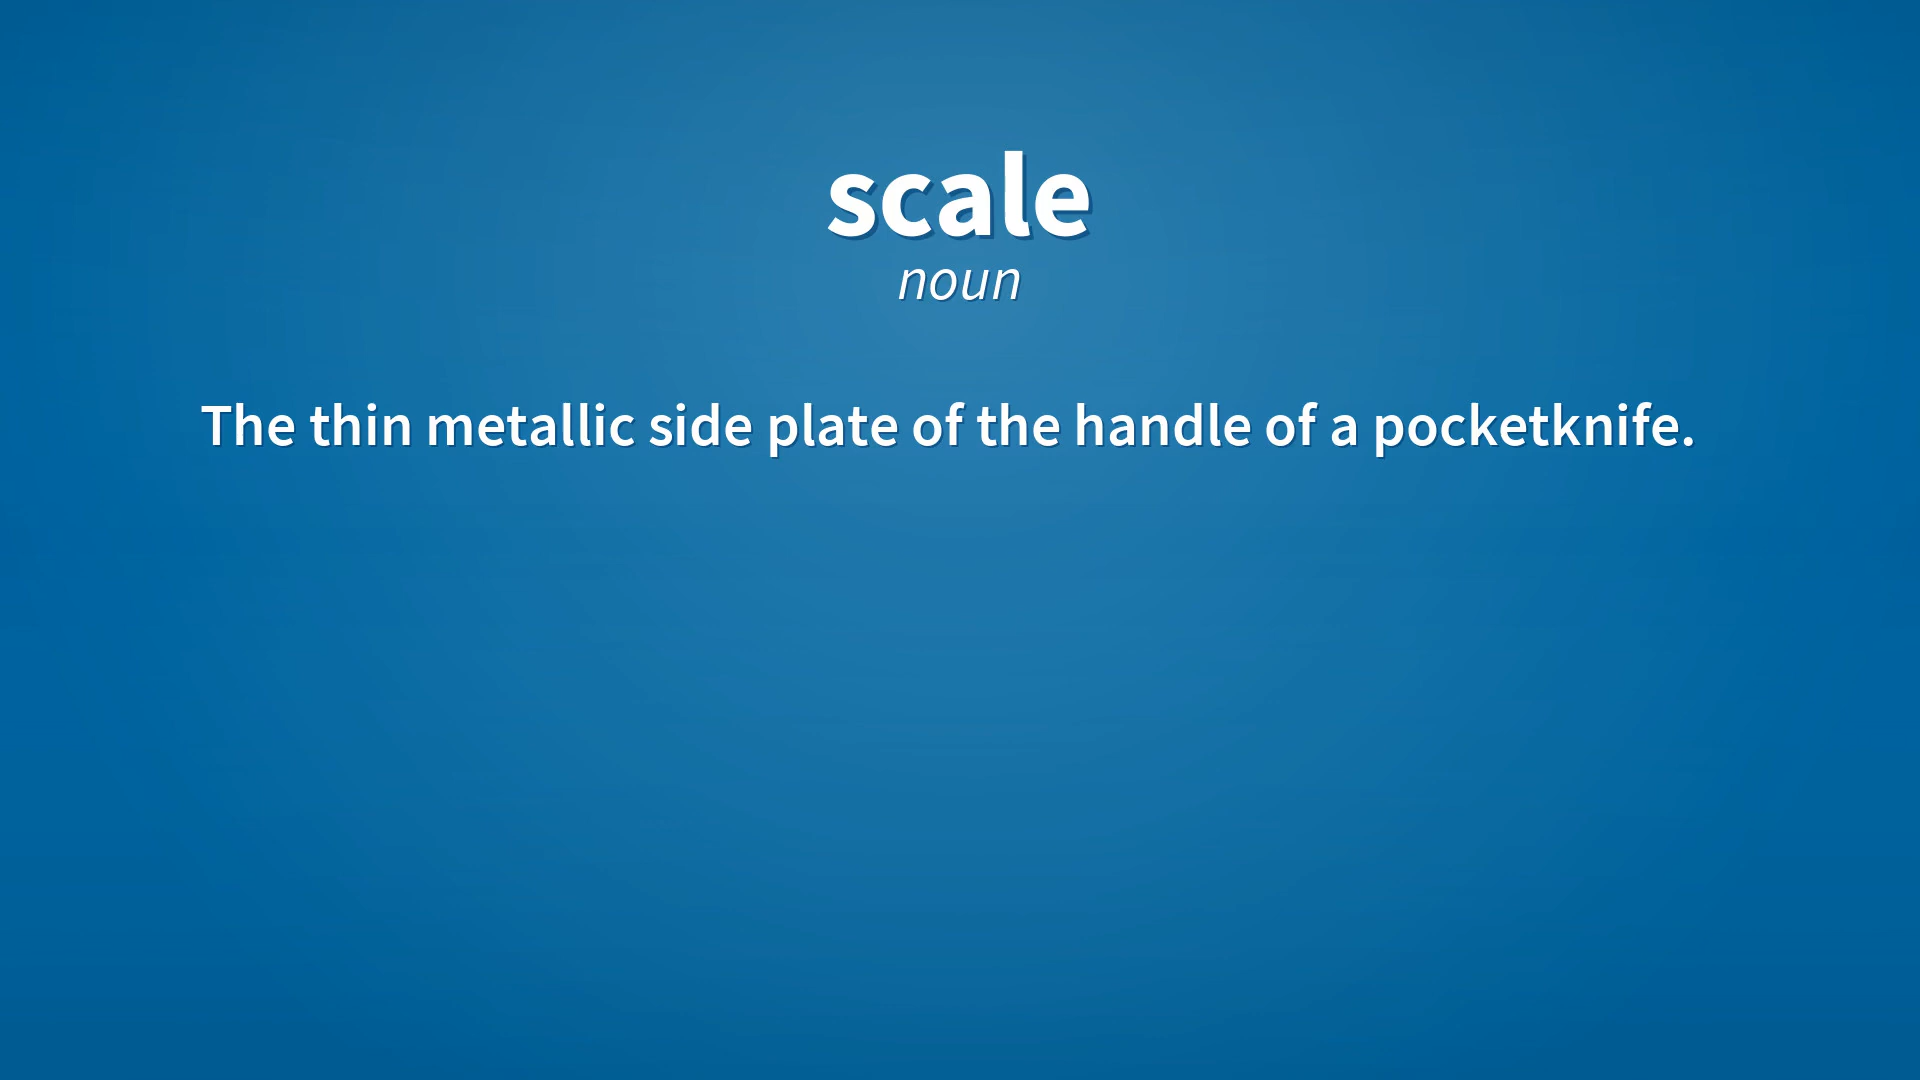 scale
noun
The thin metallic side plate of the handle of a pocketknife.